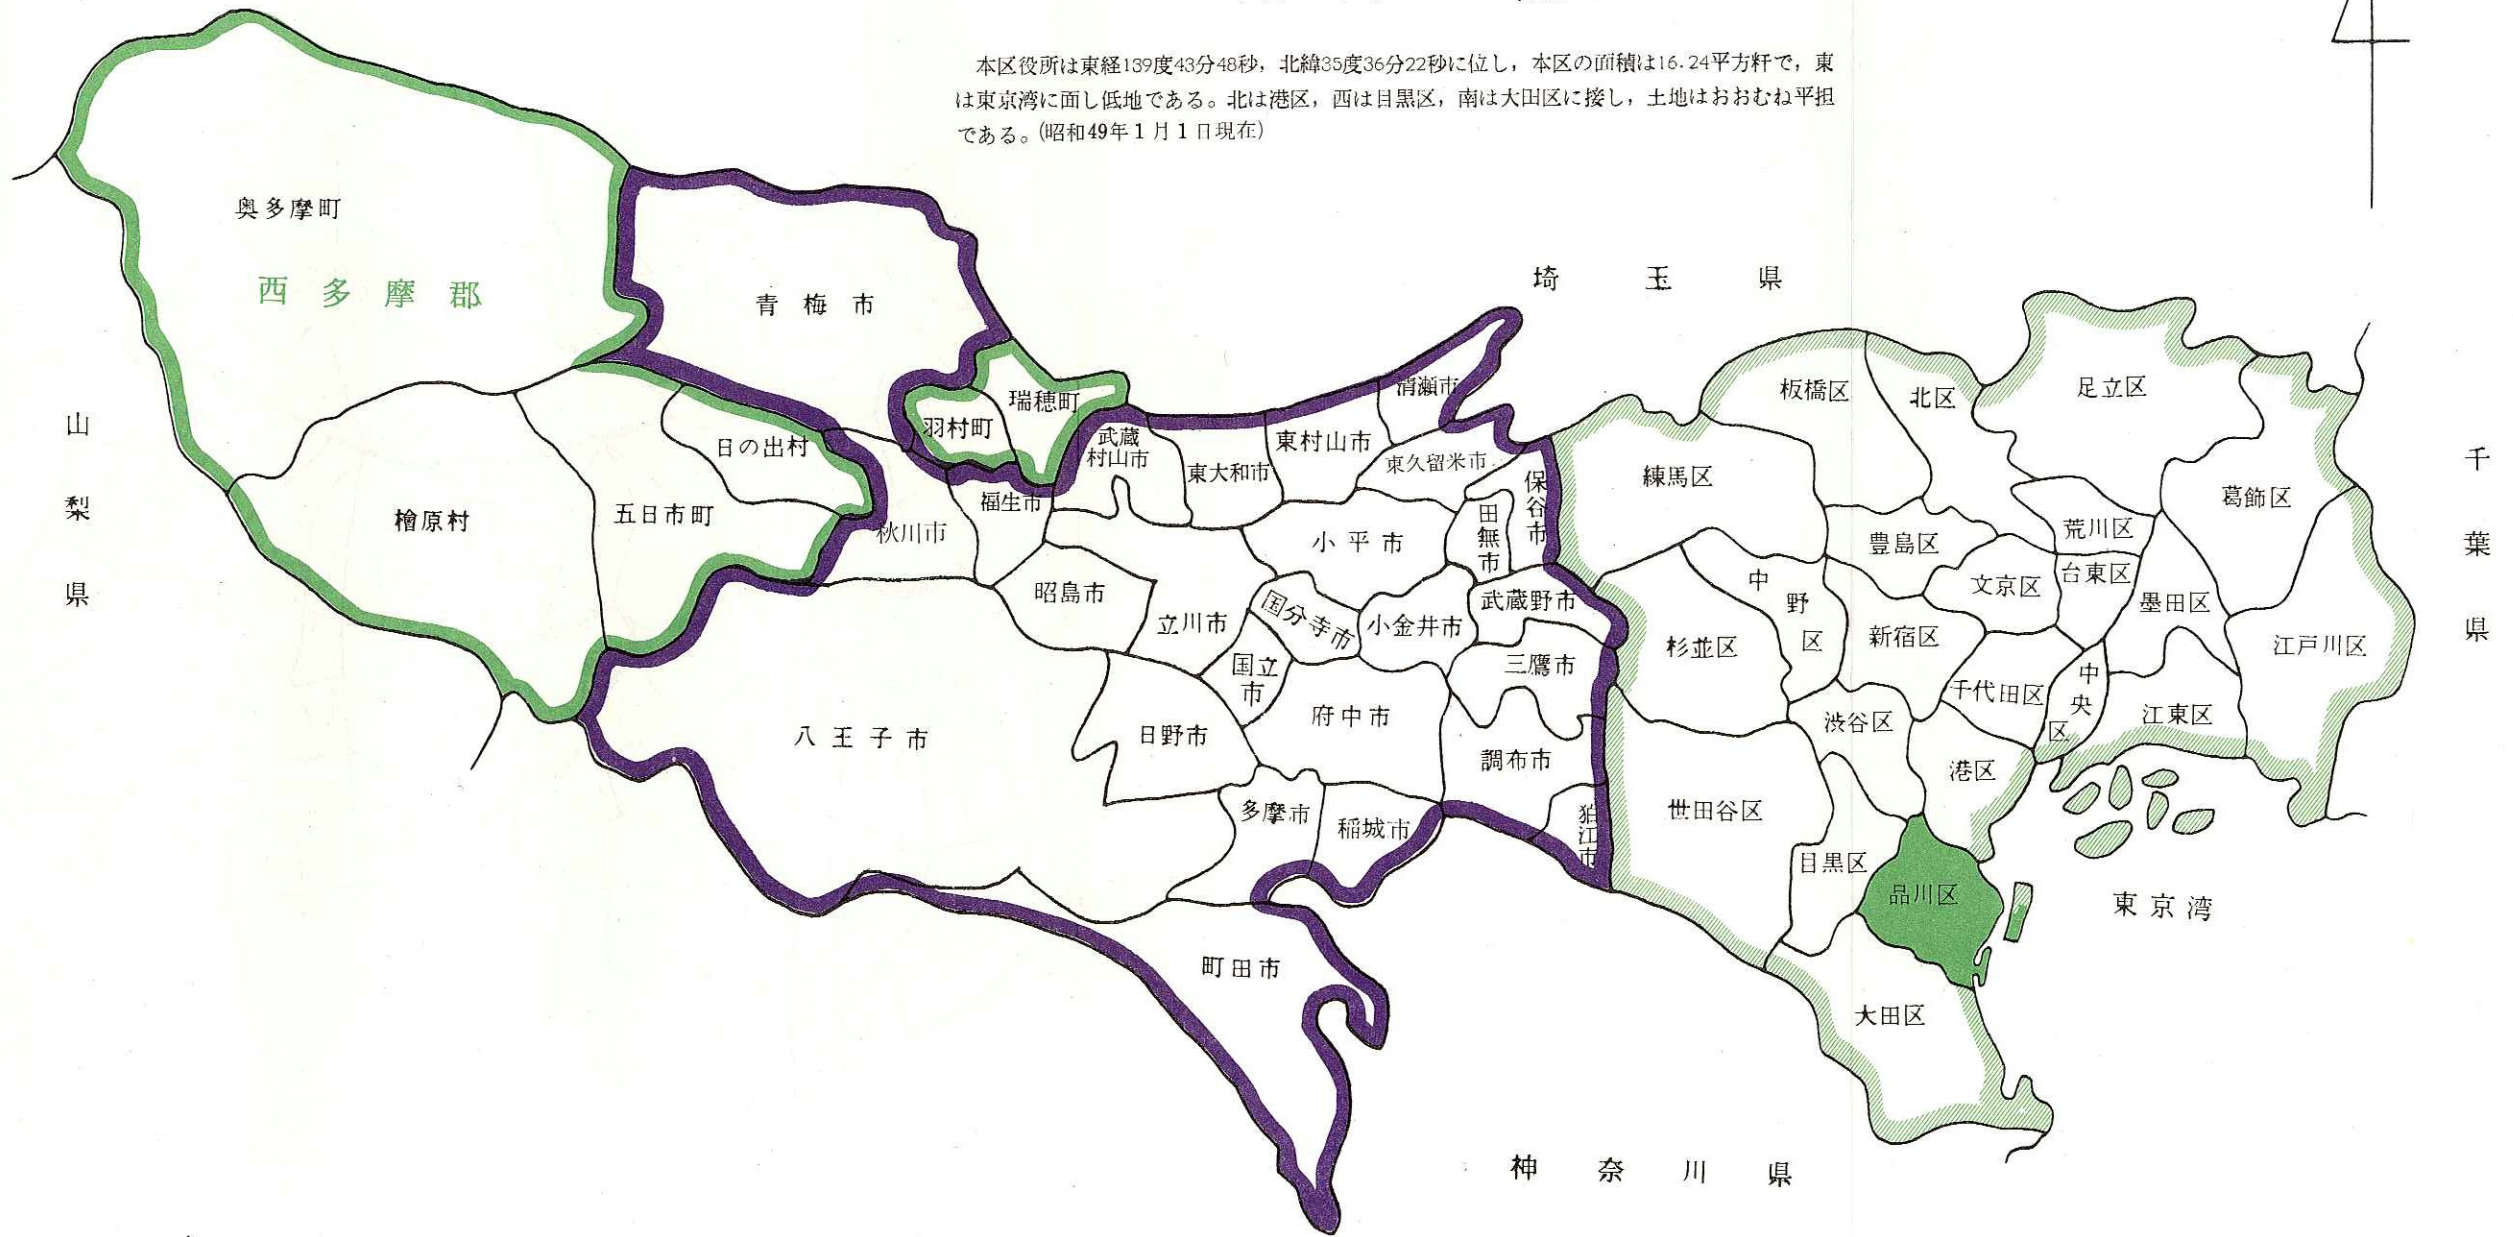 本区役所は東経139度43分48秒，北緯35度36分22秒に位し，本区の面積は16.24平方粁で，東
は東京湾に面し低地である。北は港区，西は目黒区，南は大田区に接し，土地はおおむね平担
である。(昭和49年1月1日現在)
奥多摩町
西多摩郡
青梅市
埼玉県
瑞穂町
羽村町
日の出村
清瀬市
板橋区
北区
足立区
山梨県
千葉県
武蔵
村山市
東大和市
東村山市
東久留米市
保谷市
田無市
練馬区
葛飾区
檜原村
五日市町
秋川市
福生市
小平市
豊島区
荒川区
昭島市
立川市
国分寺市
小金井市
武蔵野市
中野区
文京区
台東区
墨田区
国立市
三鷹市
杉並区
新宿区
江戸川区
八王子市
日野市
府中市
調布市
渋谷区
千代田区
中央区
江東区
多摩市
稲城市
狛江市
世田谷区
港区
目黒区
品川区
東京湾
町田市
大田区
神奈川県